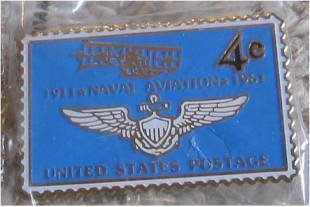 4c
1911★NAVAL AVIATION★1961
UNITED STATES POSTAGE